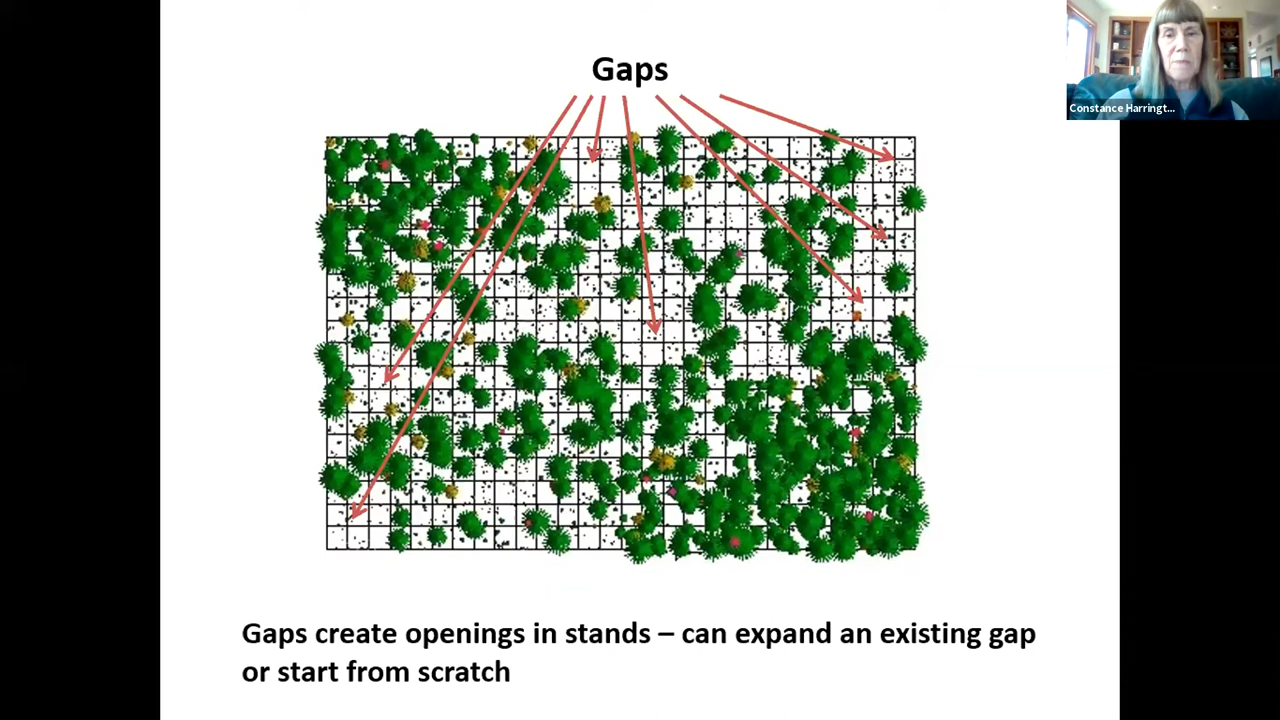 Gaps
Constance Harringt...
Gaps create openings in stands – can expand an existing gap
or start from scratch